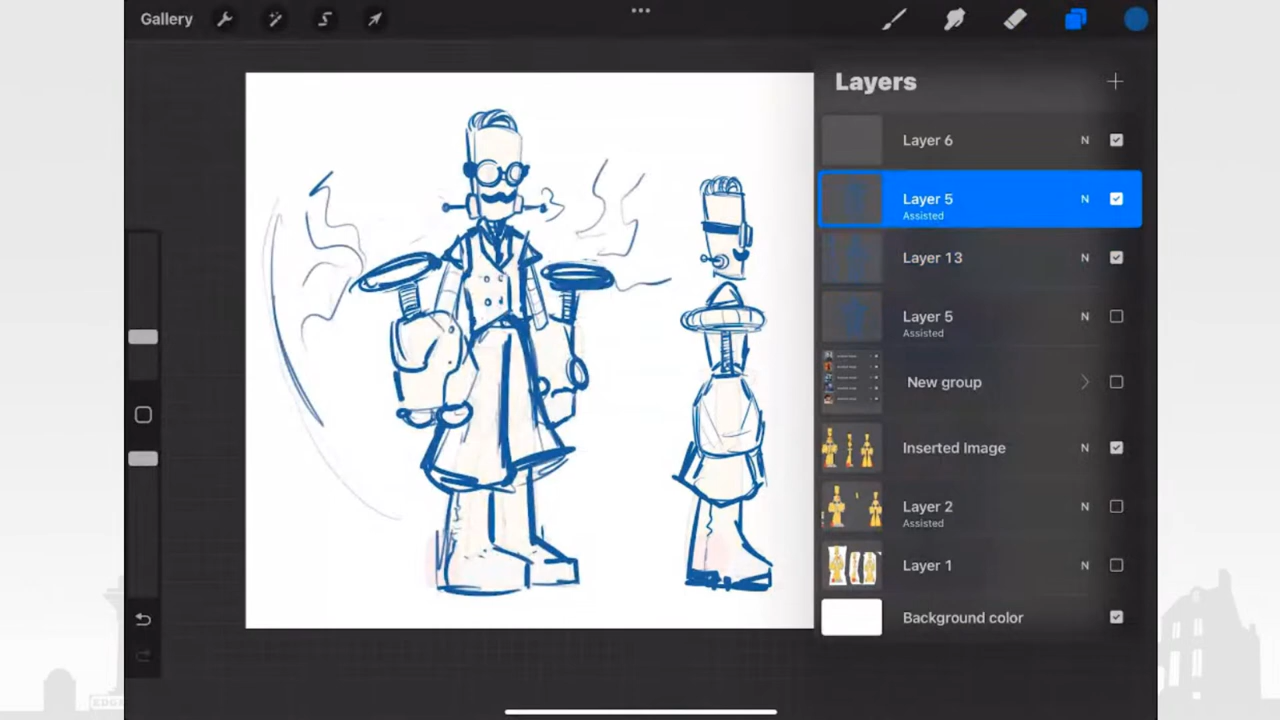 Gallery
Layers
Layer 6 N
Layer 5 N
Assisted
Layer 13 N
Layer 5 N
Assisted
New group
Inserted Image N
Layer 2 N
Assisted
Layer 1 N
Background color